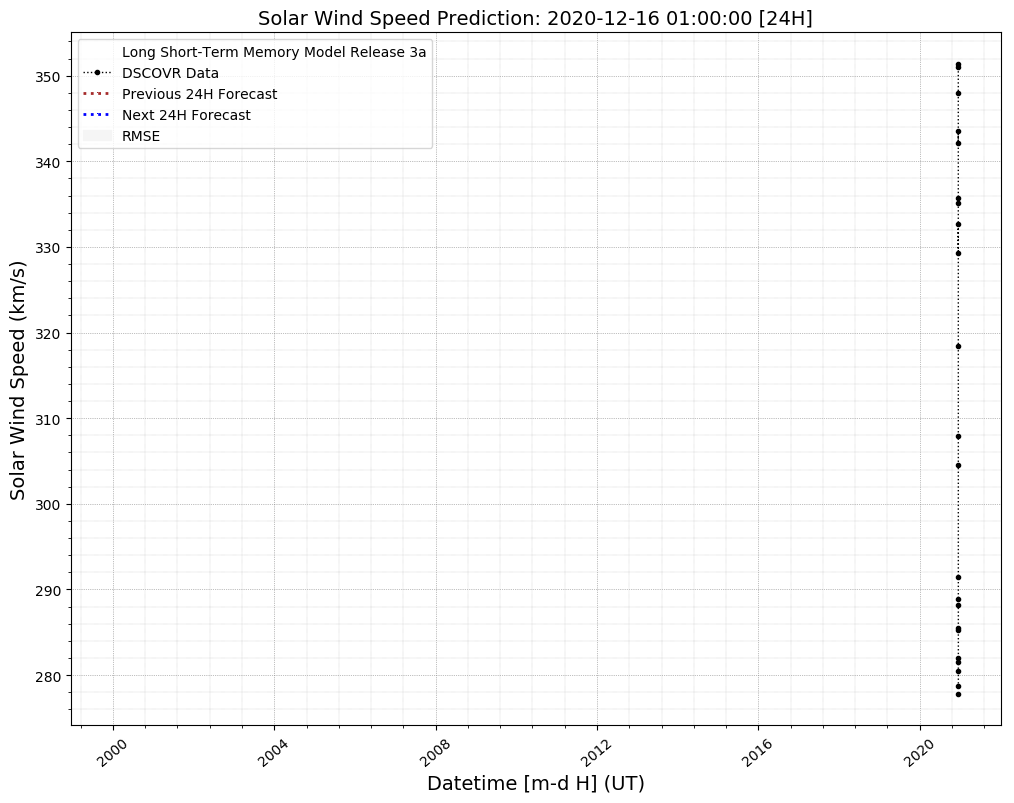 Solar Wind Speed Prediction: 2020-12-16 01:00:00 [24H]
Long Short-Term Memory Model Release 3a
DSCOVR Data
Previous 24H Forecast
Next 24H Forecast
RMSE
Solar Wind Speed (km/s)
350
340
330
320
310
300
290
280
2000
2004
2008
2012
2016
2020
Datetime [m-d H] (UT)